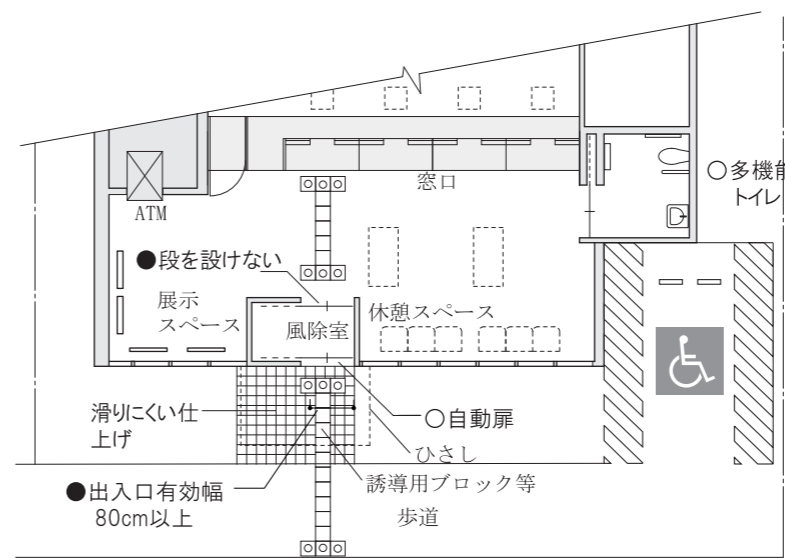 窓口
○多機能
トイレ
ATM
●段を設けない
展示
スペース
風除室
休憩スペース
滑りにくい仕
上げ
○自動扉
ひさし
●出入口有効幅
80cm以上
誘導用ブロック等
歩道